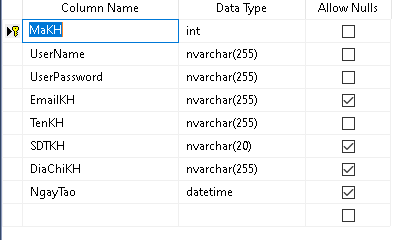 Column Name Data Type Allow Nulls
MaKH int
UserName nvarchar(255)
UserPassword nvarchar(255)
EmailKH nvarchar(255)
TenKH nvarchar(255)
SDTKH nvarchar(20)
DiaChiKH nvarchar(255)
NgayTao datetime